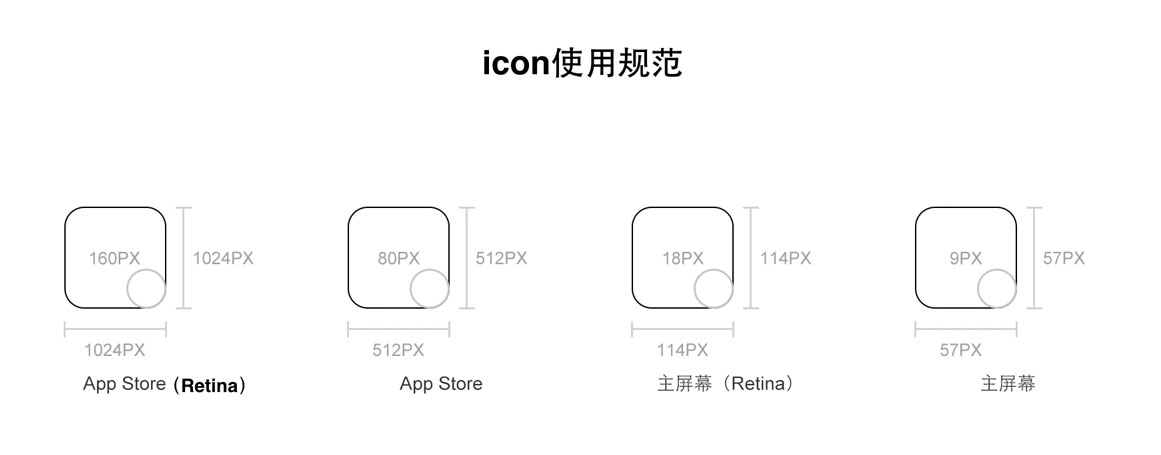 icon使用规范
160PX 1024PX 80PX 512PX 18PX 114PX 9PX 57PX
1024PX 512PX 114PX 57PX
App Store (Retina) App Store 主屏幕（Retina） 主屏幕